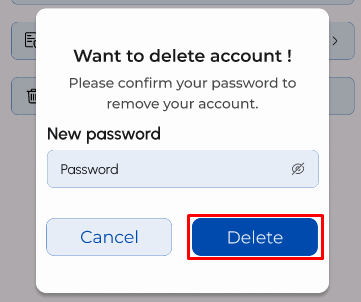 Want to delete account !
Please confirm your password to
remove your account.
New password
Password
Cancel
Delete